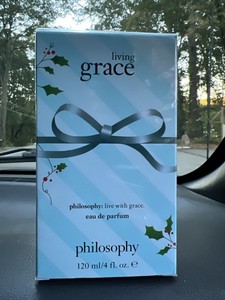 living
grace
philosophy: live with grace.
eau de parfum
philosophy
120 ml/4 fl. oz. ℮